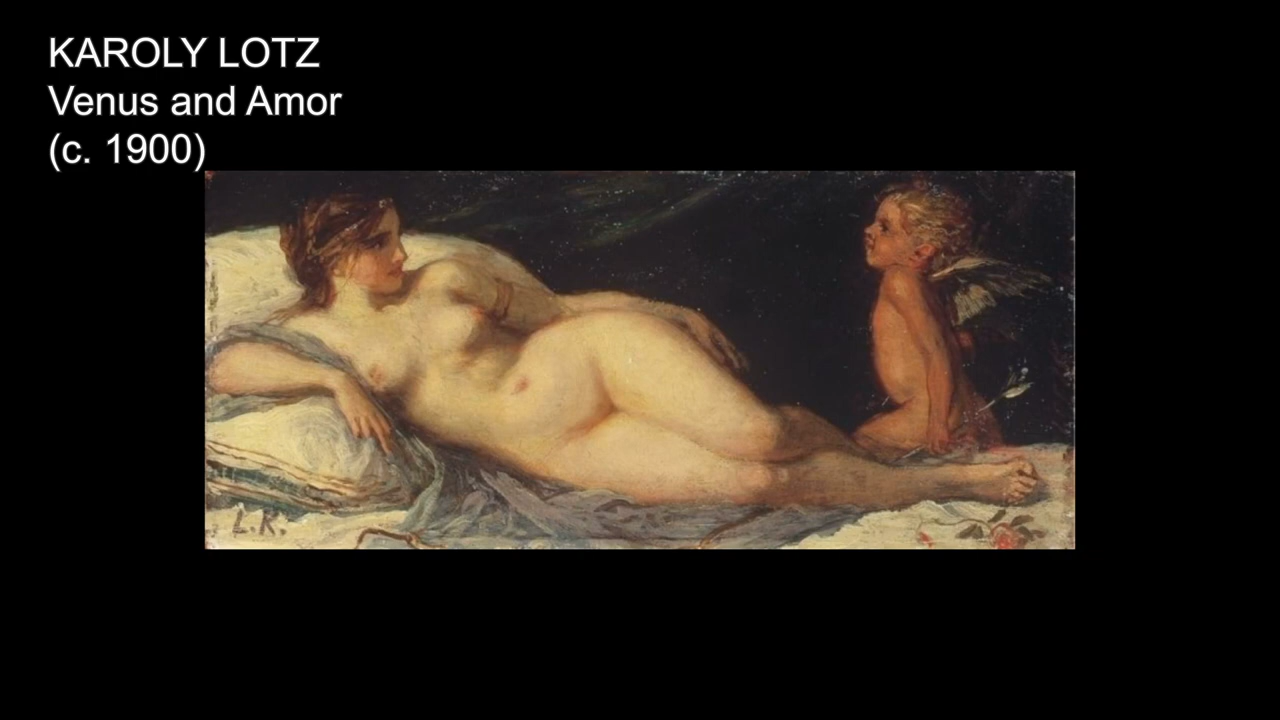 KAROLY LOTZ
Venus and Amor
(c. 1900)
L.K.